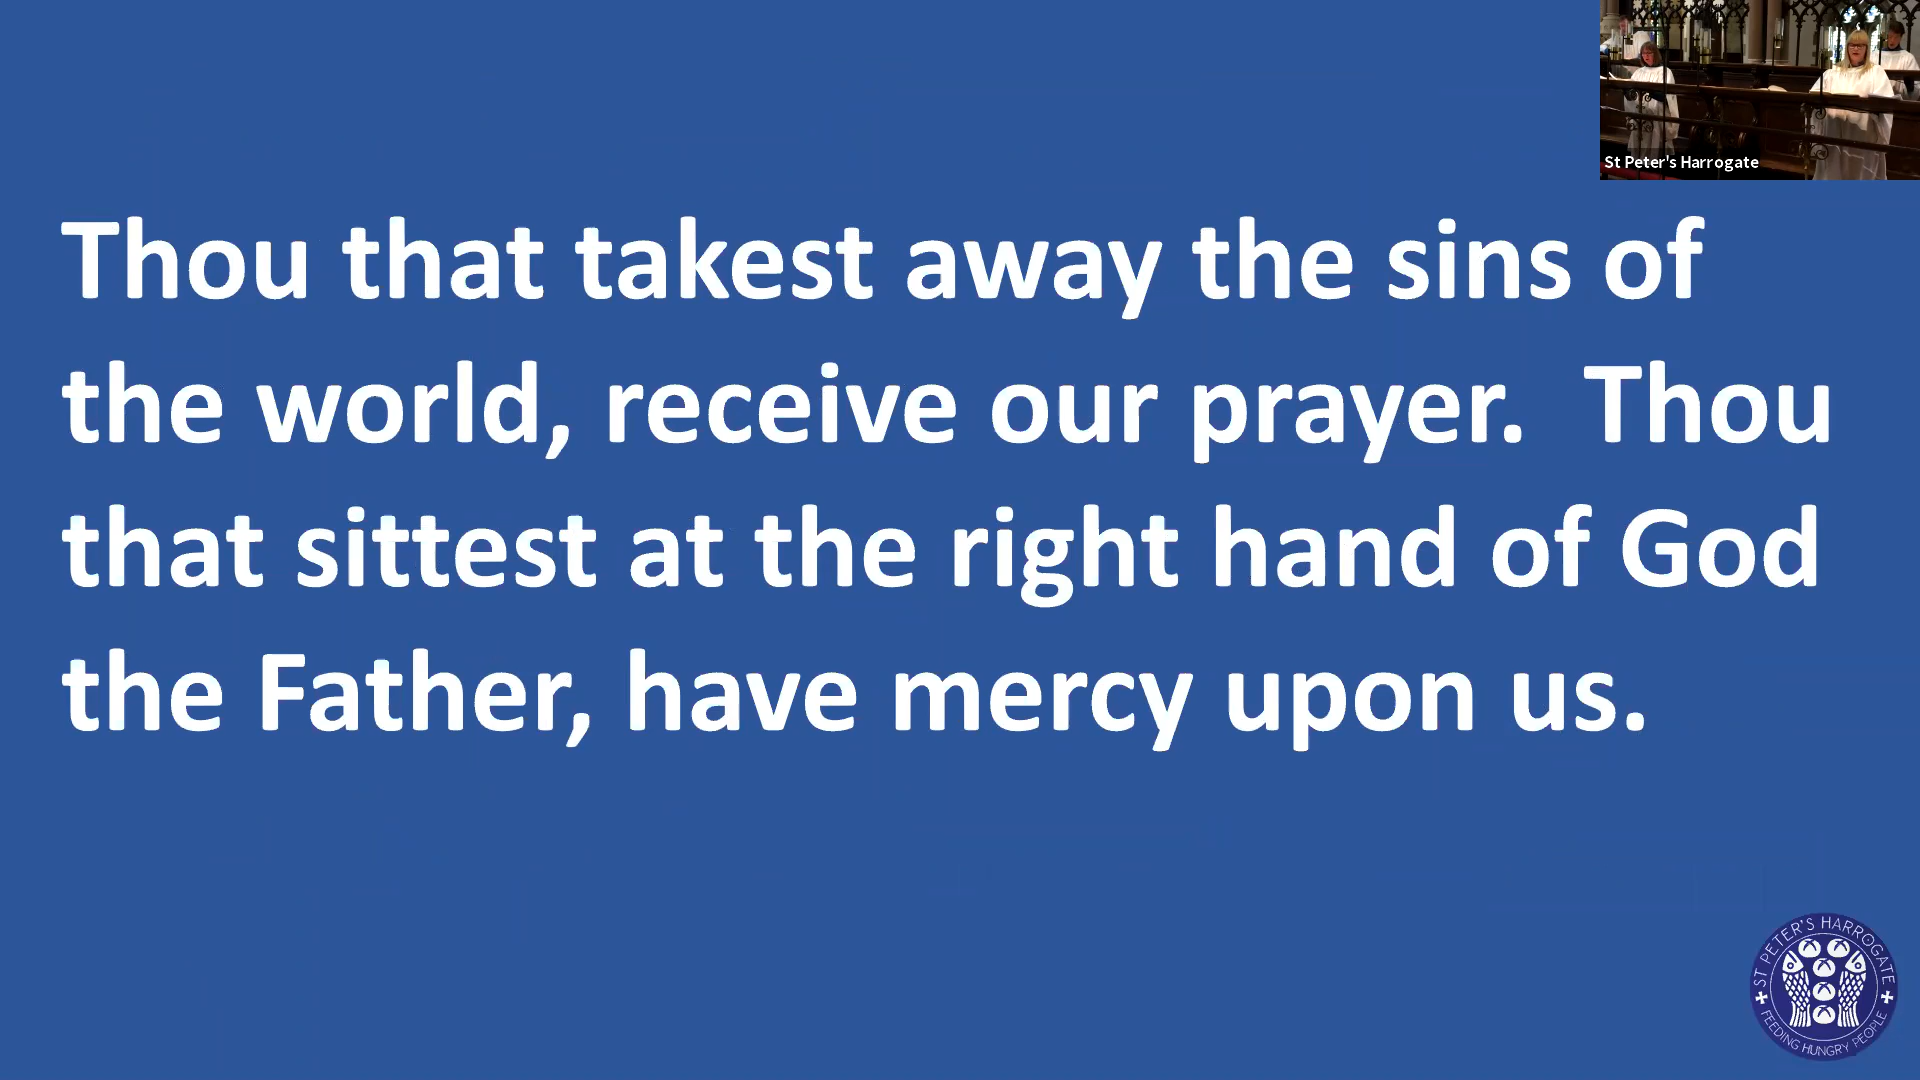 St Peter's Harrogate
Thou that takest away the sins of
the world, receive our prayer.  Thou
that sittest at the right hand of God
the Father, have mercy upon us.
ST PETER'S HARROGATE
FEEDING HUNGRY PEOPLE